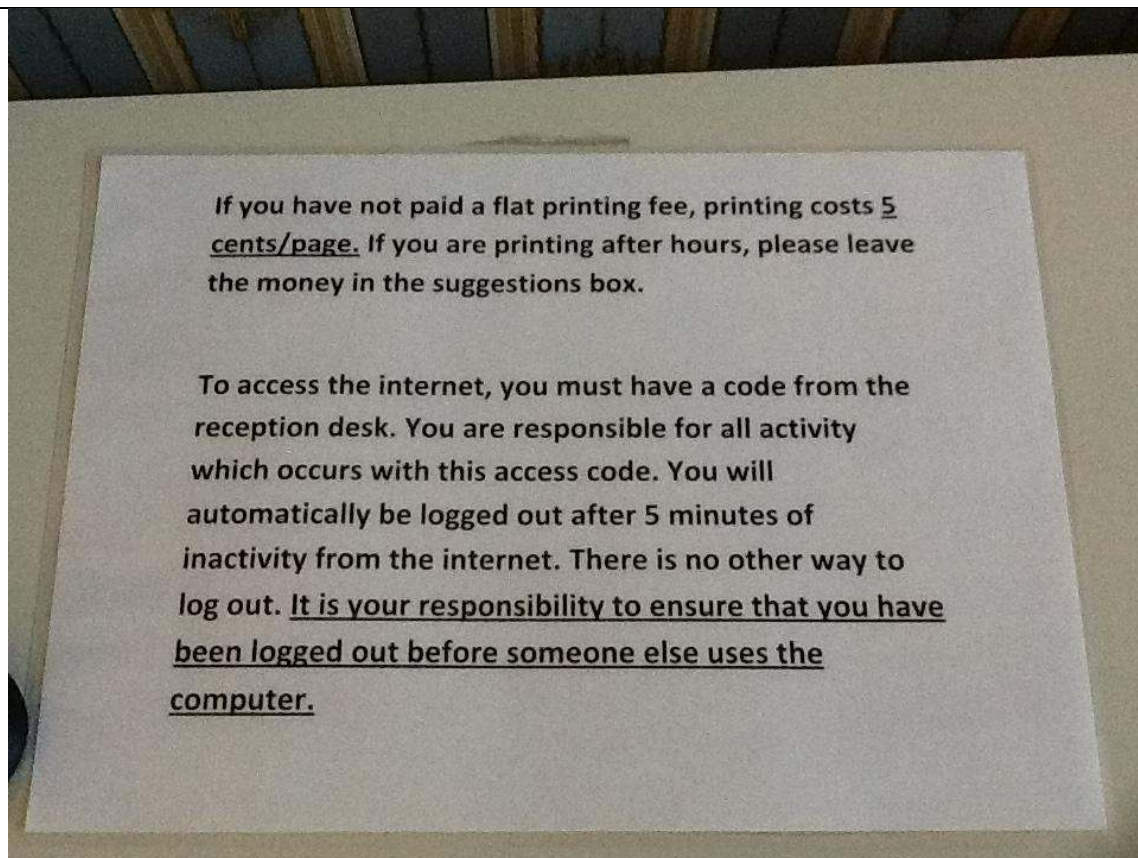 If you have not paid a flat printing fee, printing costs 5
cents/page. If you are printing after hours, please leave
the money in the suggestions box.
To access the internet, you must have a code from the
reception desk. You are responsible for all activity
which occurs with this access code. You will
automatically be logged out after 5 minutes of
inactivity from the internet. There is no other way to
log out. It is your responsibility to ensure that you have
been logged out before someone else uses the
computer.